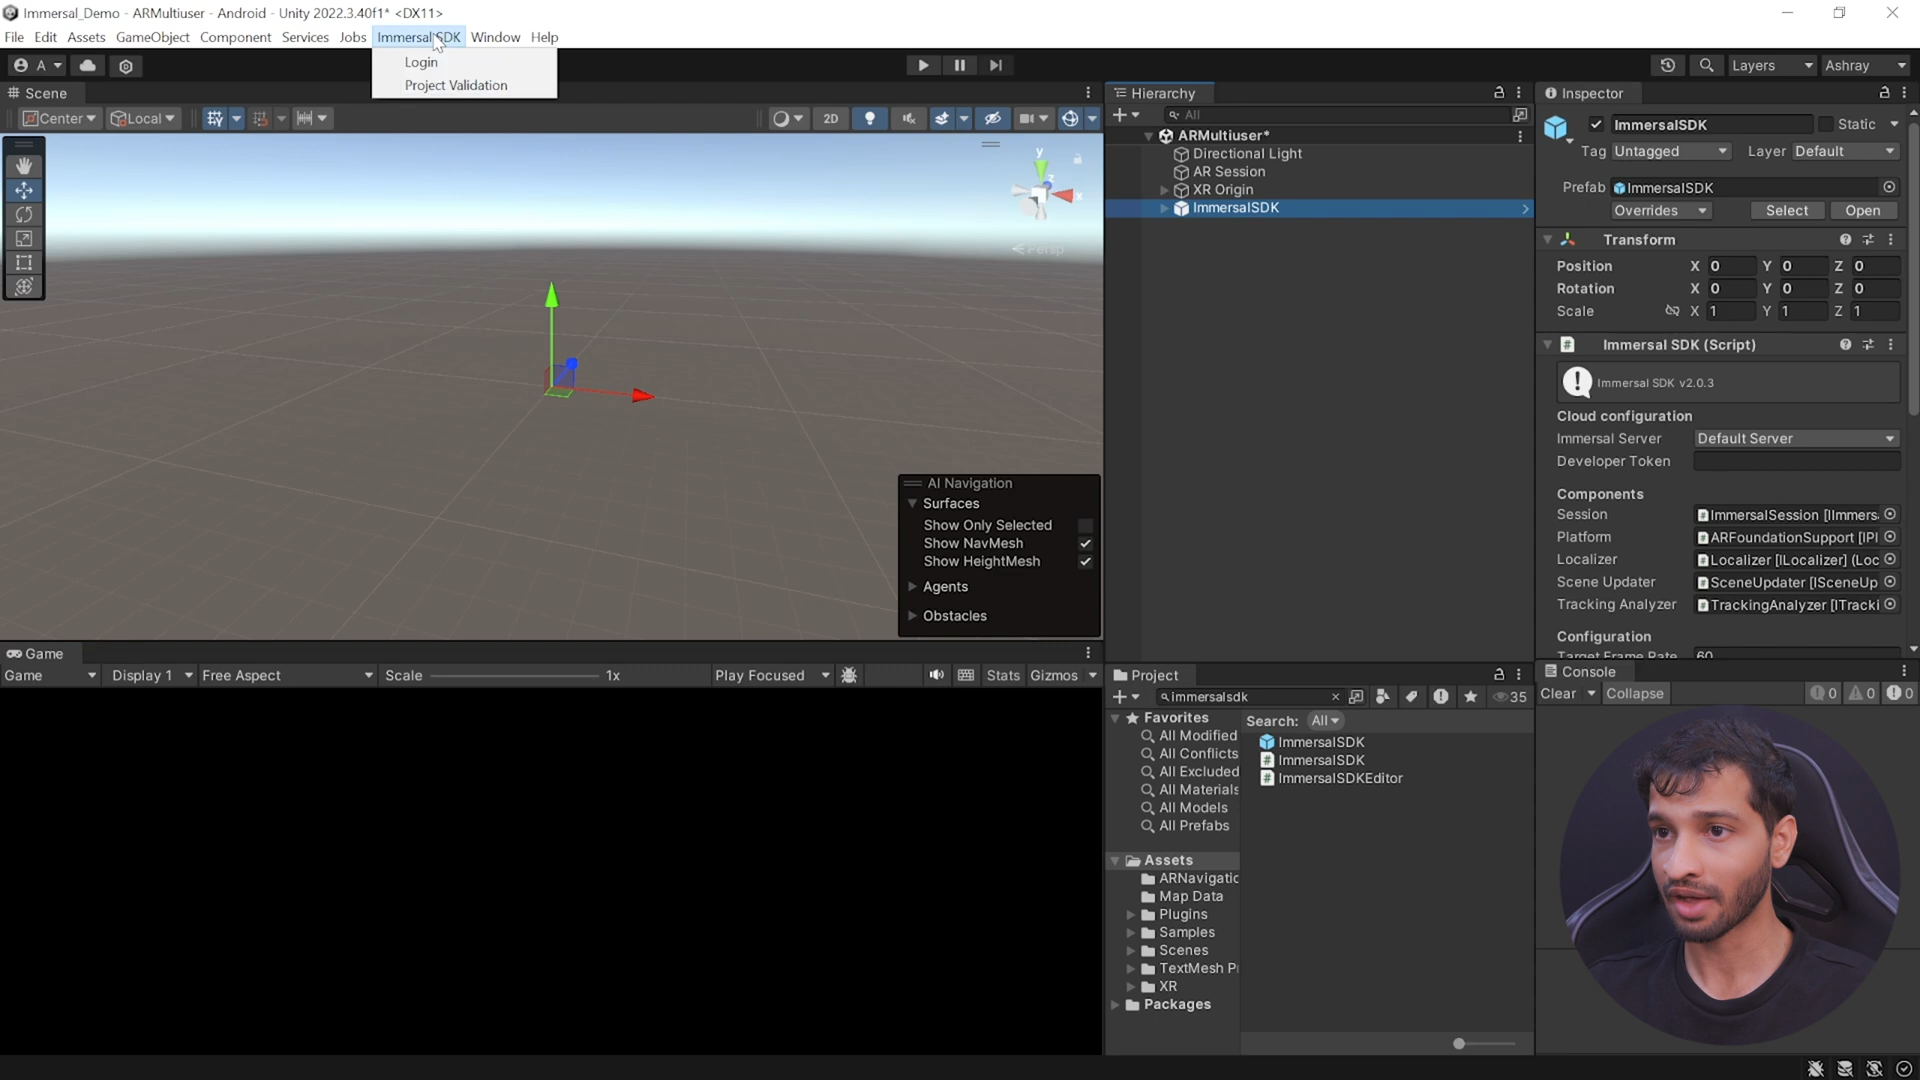 Immersal_Demo - ARMultiuser - Android - Unity 2022.3.40f1* <DX11>
File Edit Assets GameObject Component Services Jobs Immersal SDK Window Help
Login
Project Validation
A
Layers
Ashray
Scene
Center
Local
2D
y
z
x
Persp
AI Navigation
Surfaces
Show Only Selected
Show NavMesh
Show HeightMesh
Agents
Obstacles
Game
Game Display 1 Free Aspect Scale 1x Play Focused Stats Gizmos
Hierarchy
All
ARMultiuser*
Directional Light
AR Session
XR Origin
ImmersalSDK
Project
immersalsdk
35
Favorites
All Modified
All Conflicts
All Excluded
All Materials
All Models
All Prefabs
Assets
ARNavigatic
Map Data
Plugins
Samples
Scenes
TextMesh P
XR
Packages
Search: All
ImmersalSDK
ImmersalSDK
ImmersalSDKEditor
Inspector
ImmersalSDK Static
Tag Untagged Layer Default
Prefab ImmersalSDK
Overrides Select Open
Transform
Position X 0 Y 0 Z 0
Rotation X 0 Y 0 Z 0
Scale X 1 Y 1 Z 1
Immersal SDK (Script)
Immersal SDK v2.0.3
Cloud configuration
Immersal Server Default Server
Developer Token
Components
Session ImmersalSession [IImmers
Platform ARFoundationSupport [IPl
Localizer Localizer [ILocalizer] (Loc
Scene Updater SceneUpdater [ISceneUp
Tracking Analyzer TrackingAnalyzer [ITracki
Configuration
Target Frame Rate 60
Console
Clear Collapse 0 0 0